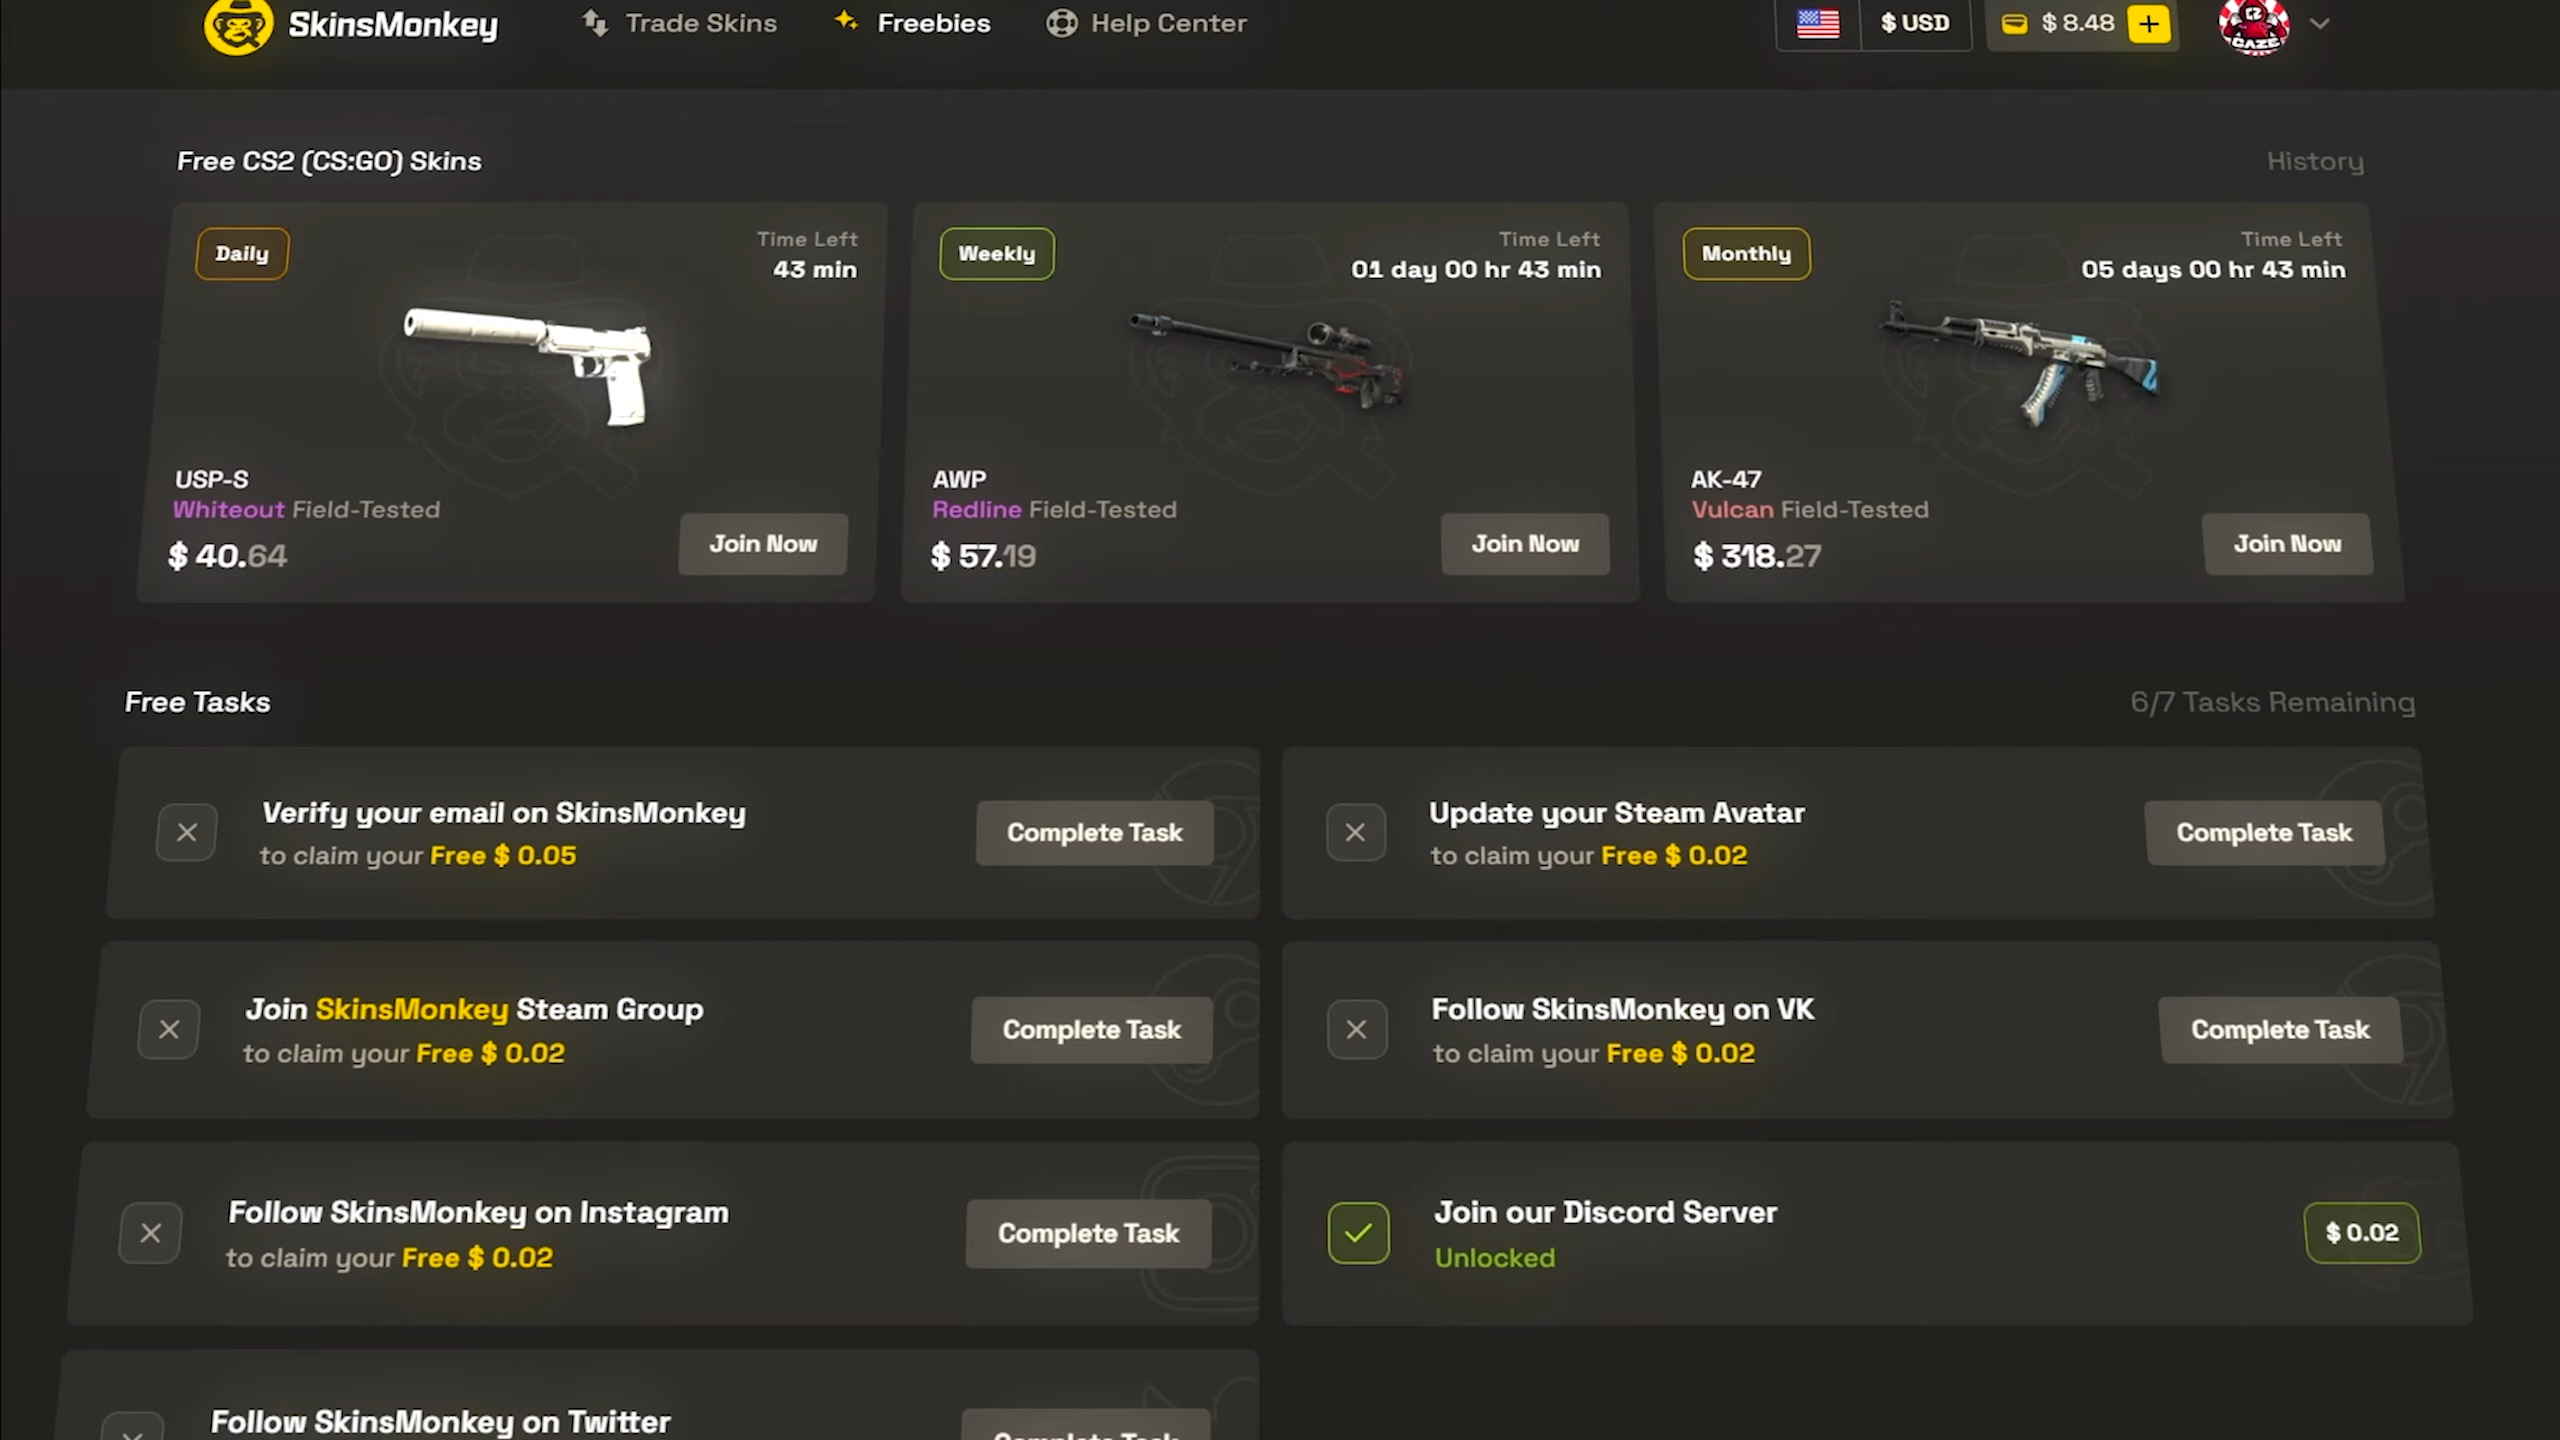 SkinsMonkey
Trade Skins
Freebies
Help Center
$ USD
$ 8.48
GAZE
Free CS2 (CS:GO) Skins
History
Daily
Time Left
43 min
USP-S
Whiteout Field-Tested
$ 40.64
Join Now
Weekly
Time Left
01 day 00 hr 43 min
AWP
Redline Field-Tested
$ 57.19
Join Now
Monthly
Time Left
05 days 00 hr 43 min
AK-47
Vulcan Field-Tested
$ 318.27
Join Now
Free Tasks
6/7 Tasks Remaining
Verify your email on SkinsMonkey
to claim your Free $ 0.05
Complete Task
Update your Steam Avatar
to claim your Free $ 0.02
Complete Task
Join SkinsMonkey Steam Group
to claim your Free $ 0.02
Complete Task
Follow SkinsMonkey on VK
to claim your Free $ 0.02
Complete Task
Follow SkinsMonkey on Instagram
to claim your Free $ 0.02
Complete Task
Join our Discord Server
Unlocked
$ 0.02
Follow SkinsMonkey on Twitter
Complete Task